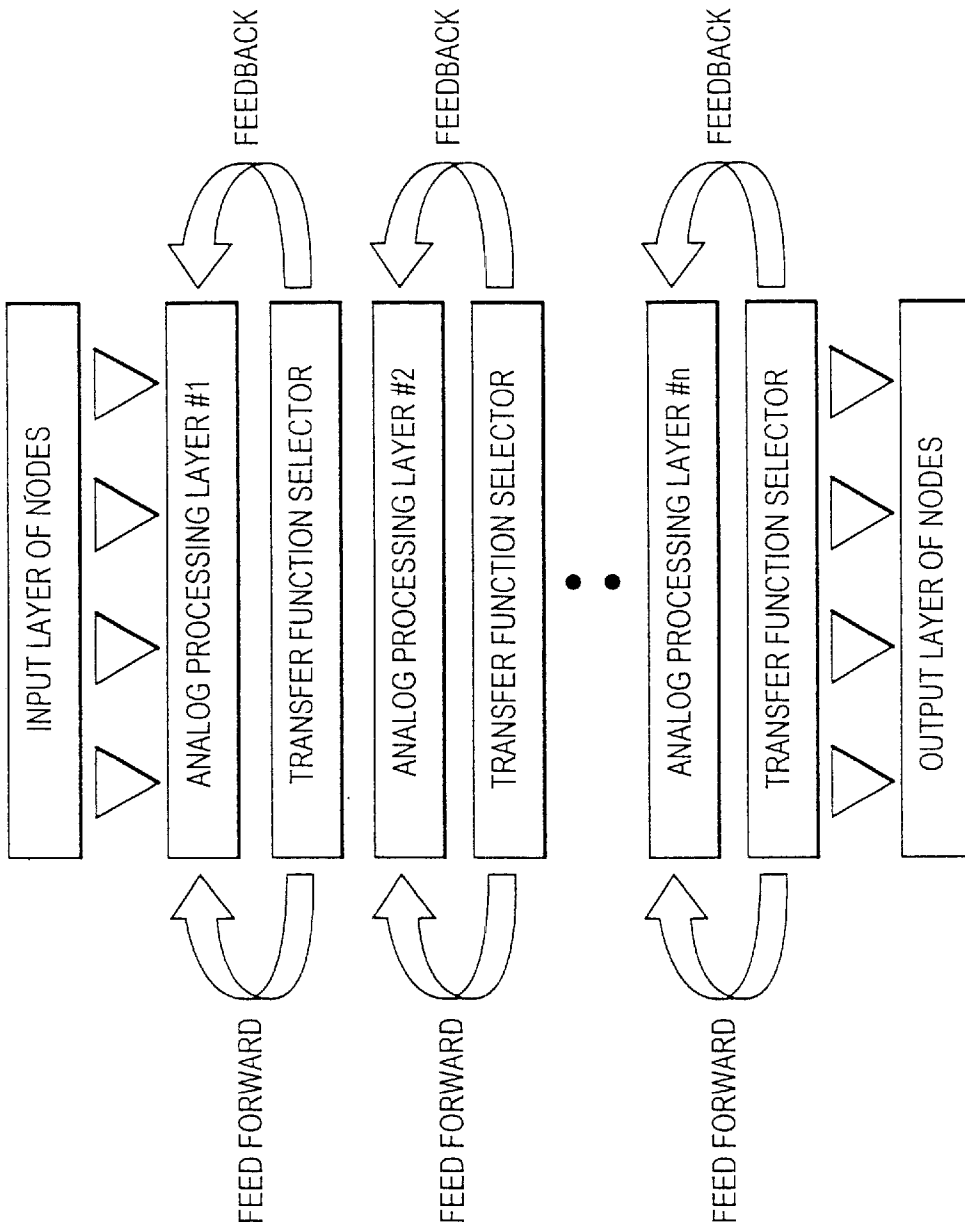 INPUT LAYER OF NODES
ANALOG PROCESSING LAYER #1
FEED FORWARD
FEEDBACK
TRANSFER FUNCTION SELECTOR
ANALOG PROCESSING LAYER #2
FEED FORWARD
FEEDBACK
TRANSFER FUNCTION SELECTOR
ANALOG PROCESSING LAYER #n
FEED FORWARD
FEEDBACK
TRANSFER FUNCTION SELECTOR
OUTPUT LAYER OF NODES